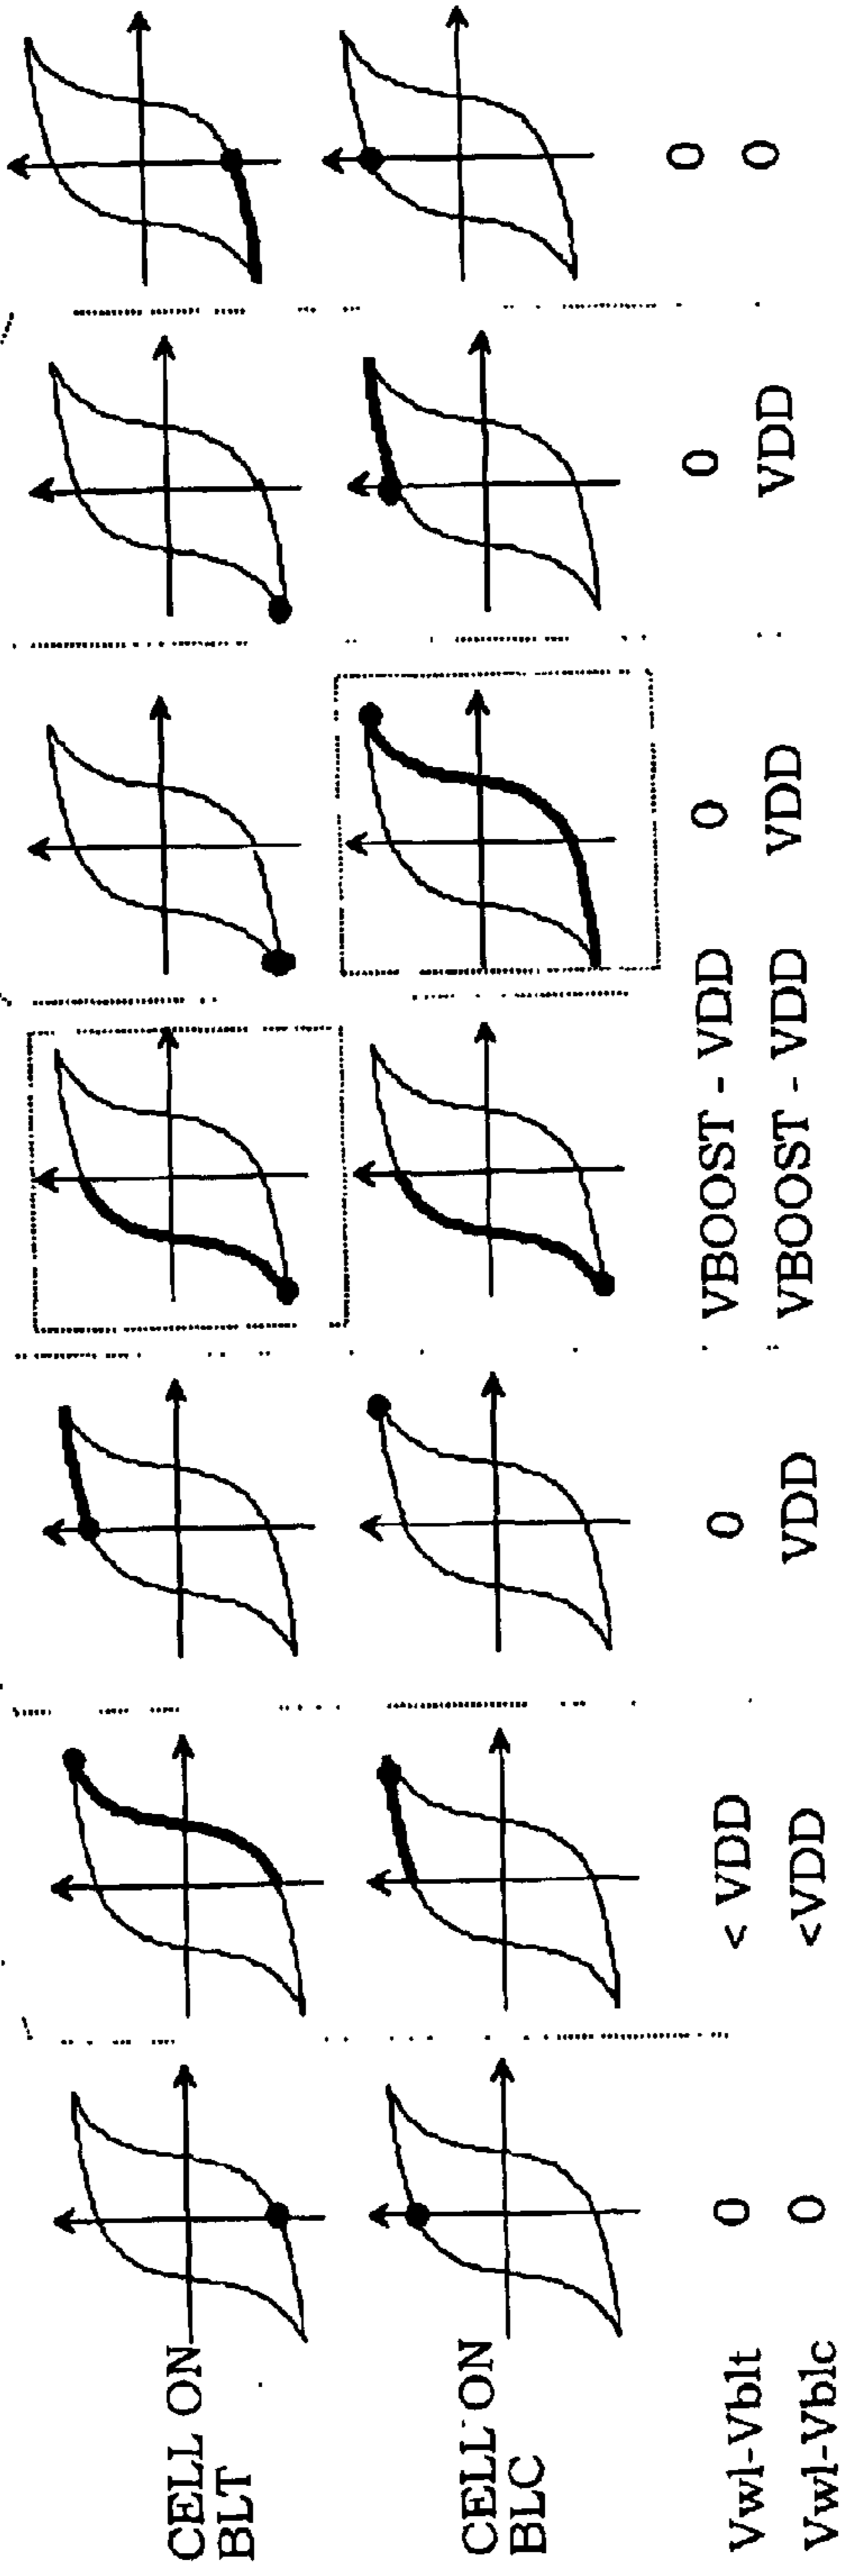 CELL ON
BLT
CELL ON
BLC
Vwl-Vblt 0 < VDD 0 VBOOST - VDD 0 0 0
Vwl-Vblc 0 <VDD VDD VBOOST - VDD VDD VDD 0